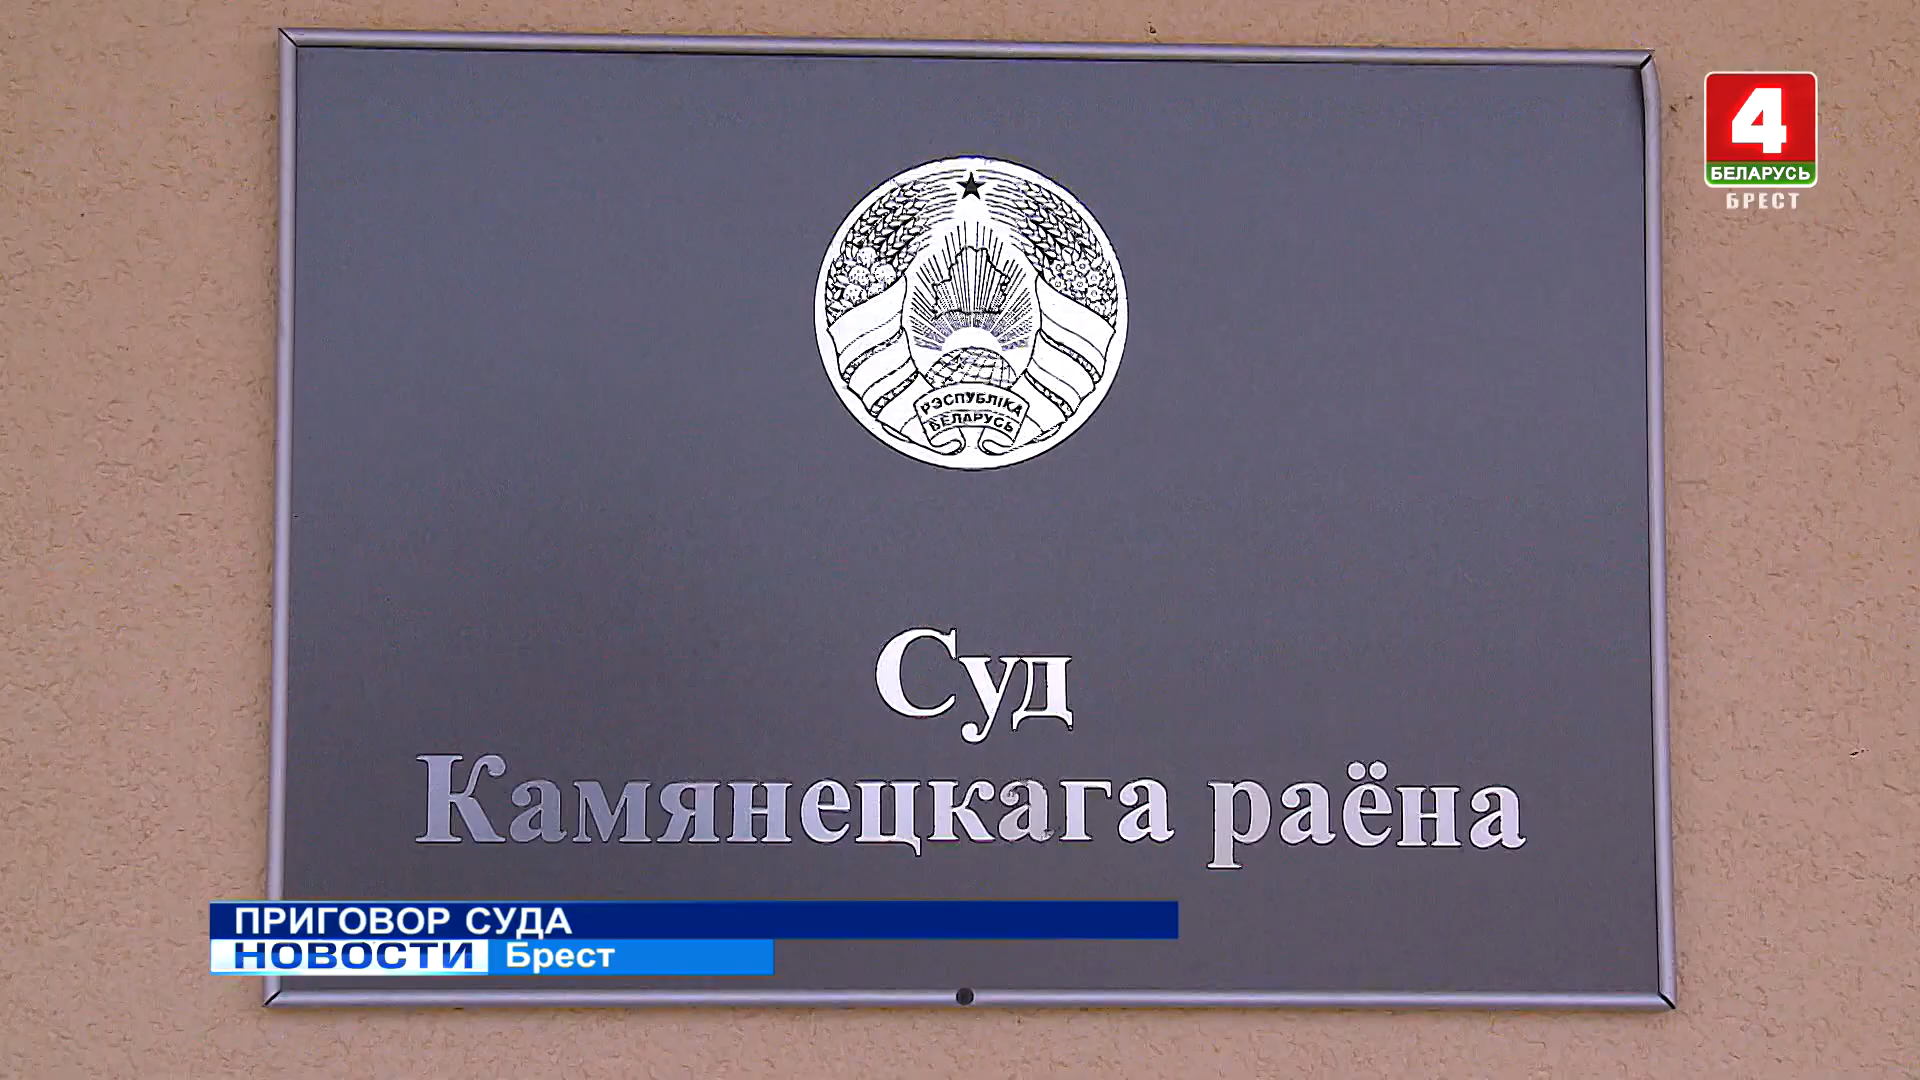 4
БЕЛАРУСЬ
БРЕСТ
РЭСПУБЛІКА
БЕЛАРУСЬ
Суд
Камянецкага раёна
ПРИГОВОР СУДА
НОВОСТИ Брест